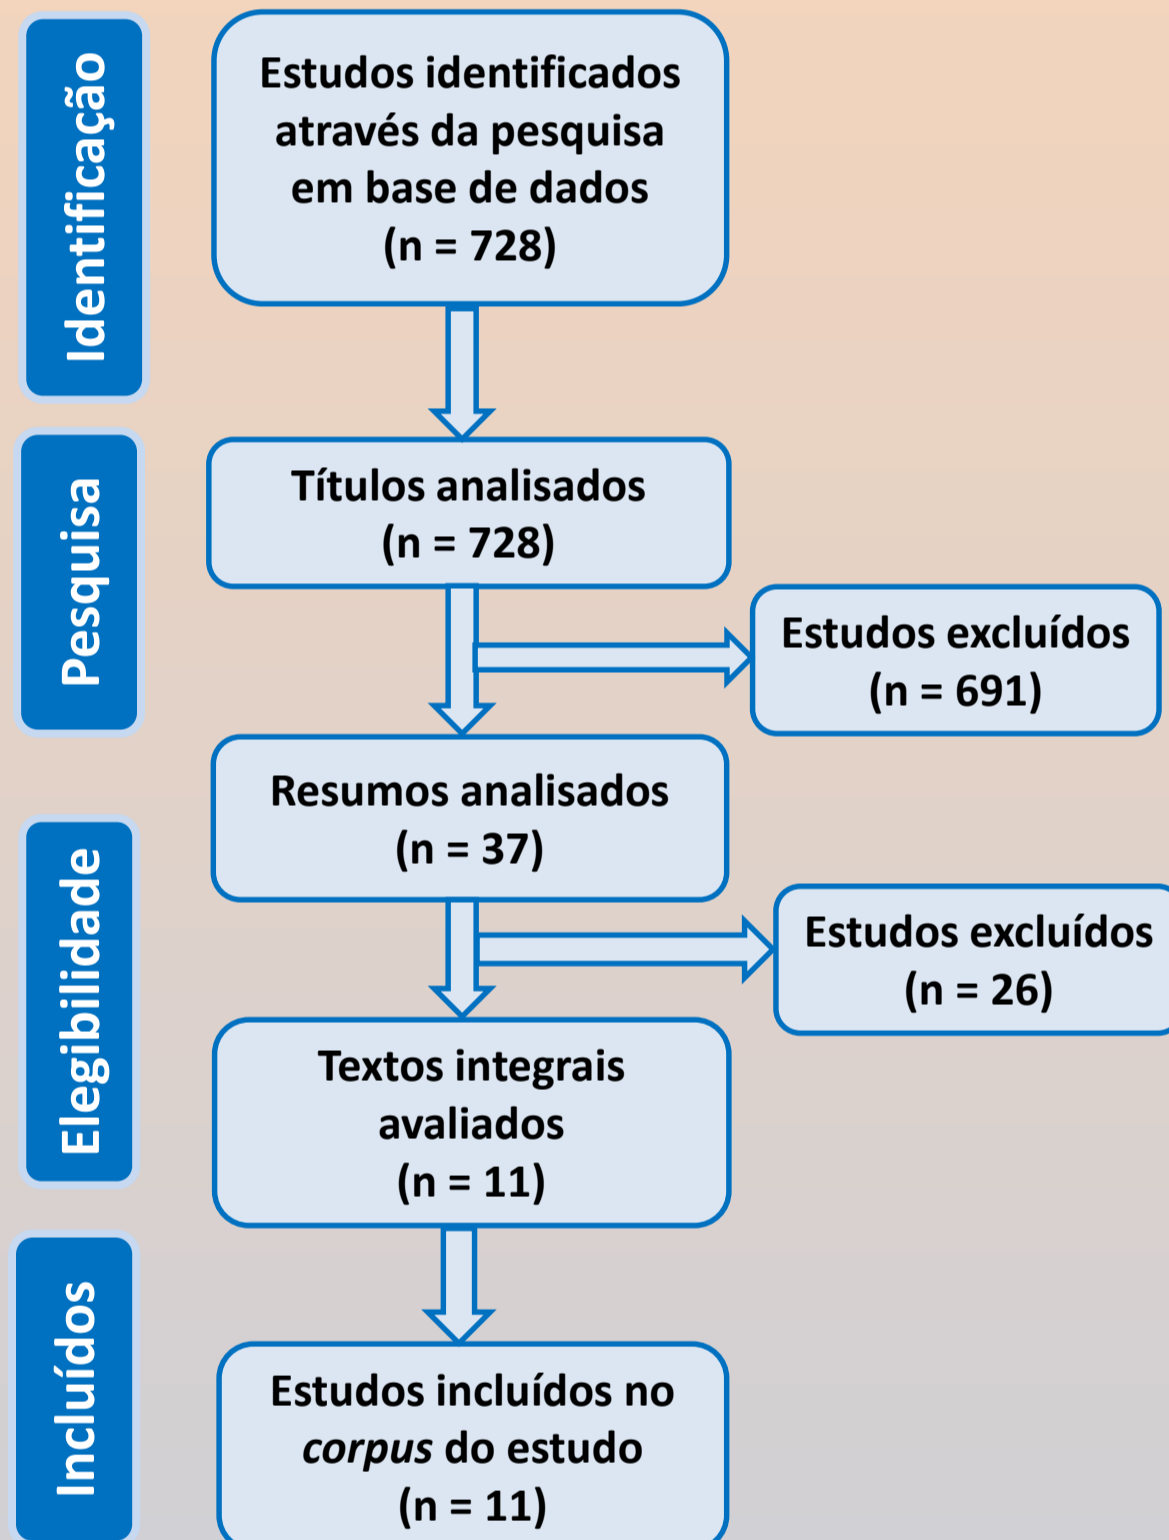 Identificação
Estudos identificados
através da pesquisa
em base de dados
(n = 728)
Pesquisa
Títulos analisados
(n = 728)
Estudos excluídos
(n = 691)
Resumos analisados
(n = 37)
Elegibilidade
Estudos excluídos
(n = 26)
Textos integrais
avaliados
(n = 11)
Incluídos
Estudos incluídos no
corpus do estudo
(n = 11)